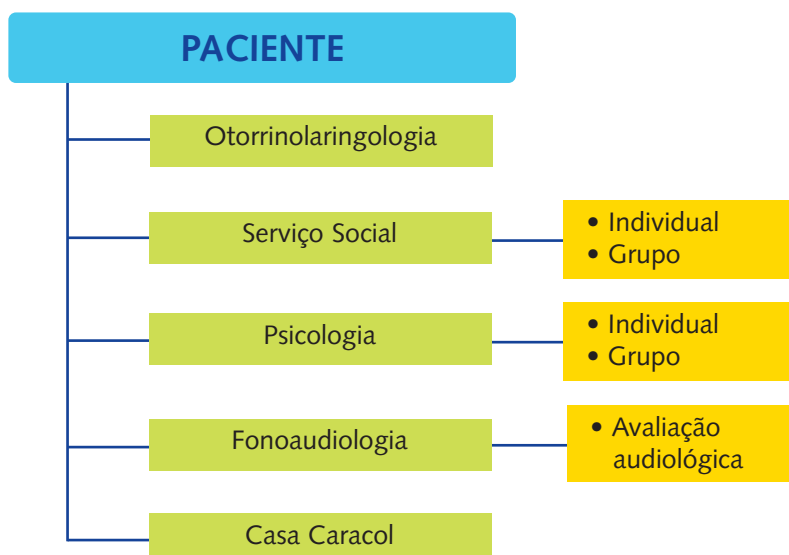 PACIENTE
Otorrinolaringologia
Serviço Social
• Individual
• Grupo
Psicologia
• Individual
• Grupo
Fonoaudiologia
• Avaliação
audiológica
Casa Caracol